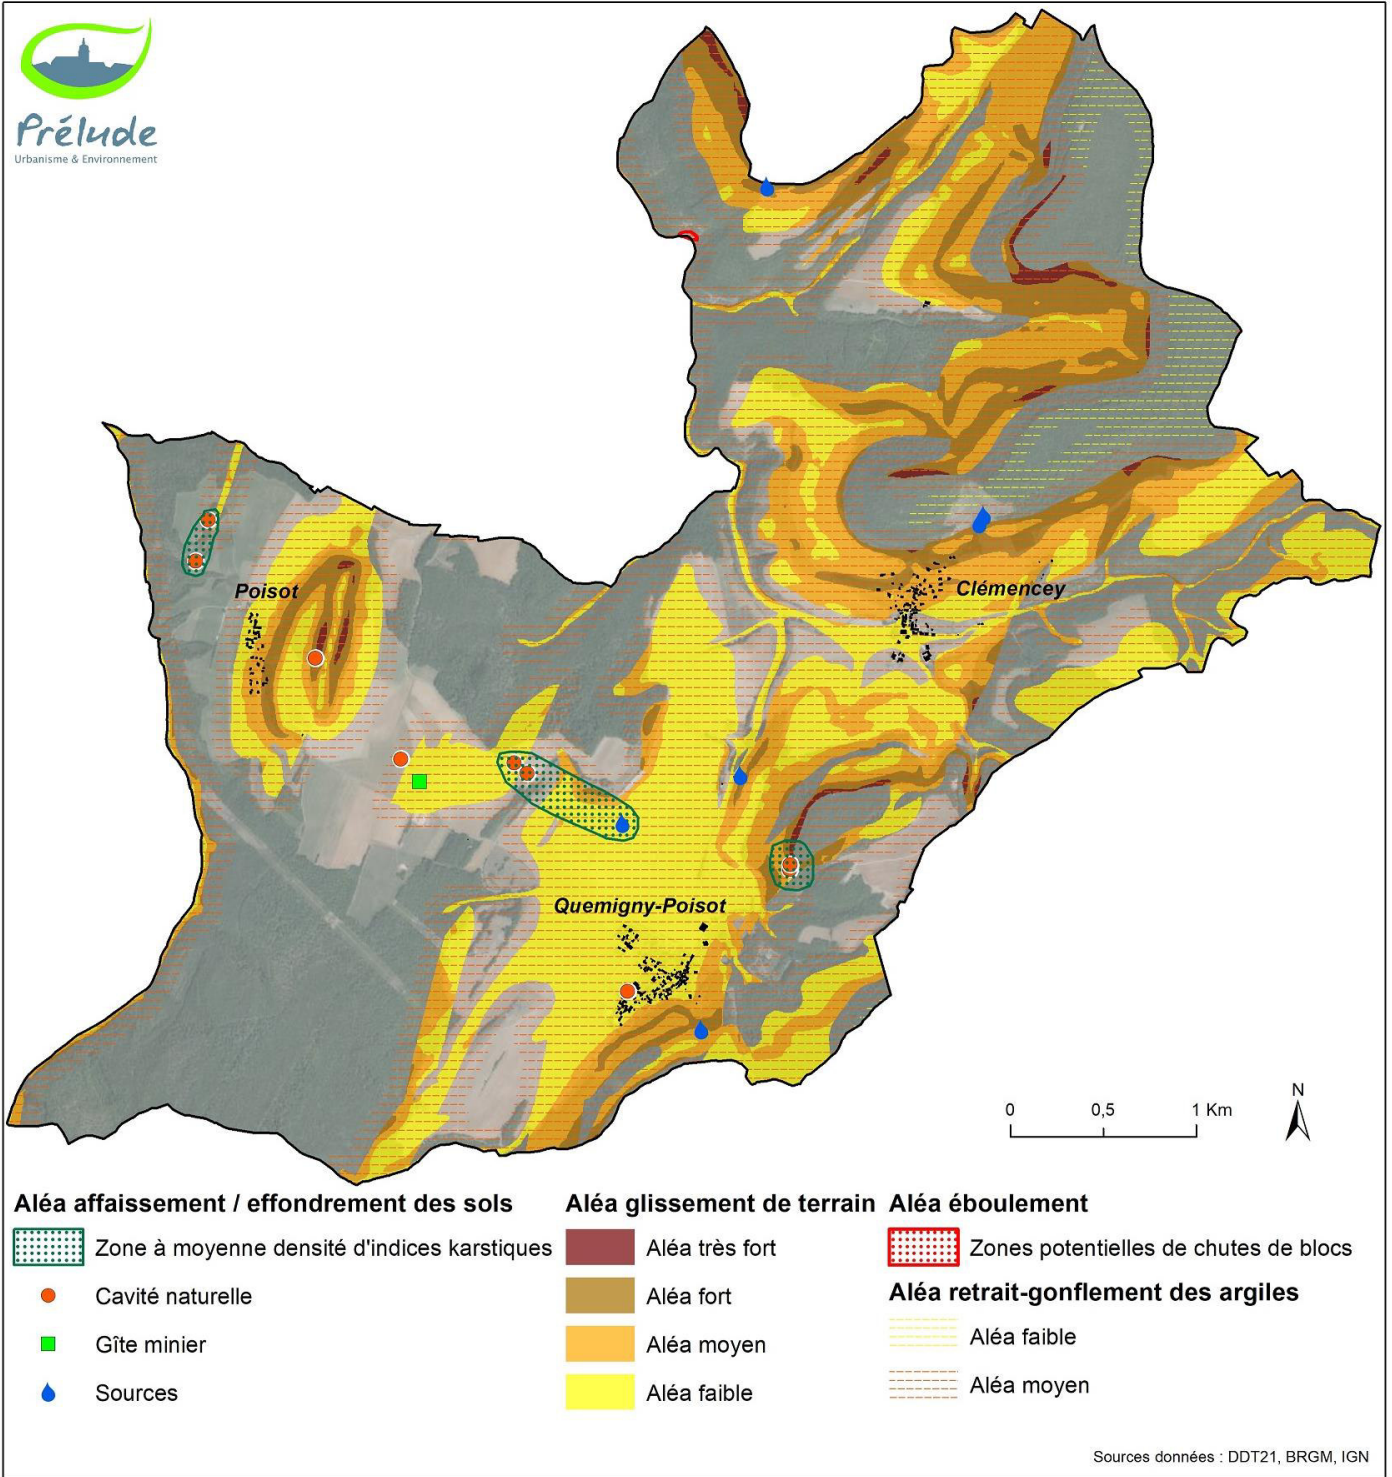 Prélude
Urbanisme & Environnement
Poisot
Clémencey
Quemigny-Poisot
0 0,5 1 Km
N
Aléa affaissement / effondrement des sols
Zone à moyenne densité d'indices karstiques
Cavité naturelle
Gîte minier
Sources
Aléa glissement de terrain
Aléa très fort
Aléa fort
Aléa moyen
Aléa faible
Aléa éboulement
Zones potentielles de chutes de blocs
Aléa retrait-gonflement des argiles
Aléa faible
Aléa moyen
Sources données : DDT21, BRGM, IGN